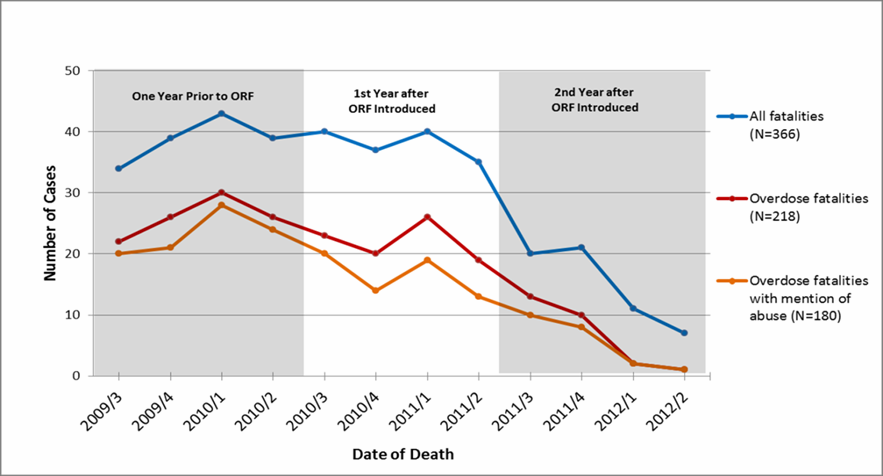 One Year Prior to ORF
1st Year after
ORF Introduced
2nd Year after
ORF Introduced
50
40
30
20
10
0
Number of Cases
2009/3
2009/4
2010/1
2010/2
2010/3
2010/4
2011/1
2011/2
2011/3
2011/4
2012/1
2012/2
Date of Death
All fatalities
(N=366)
Overdose fatalities
(N=218)
Overdose fatalities
with mention of
abuse (N=180)